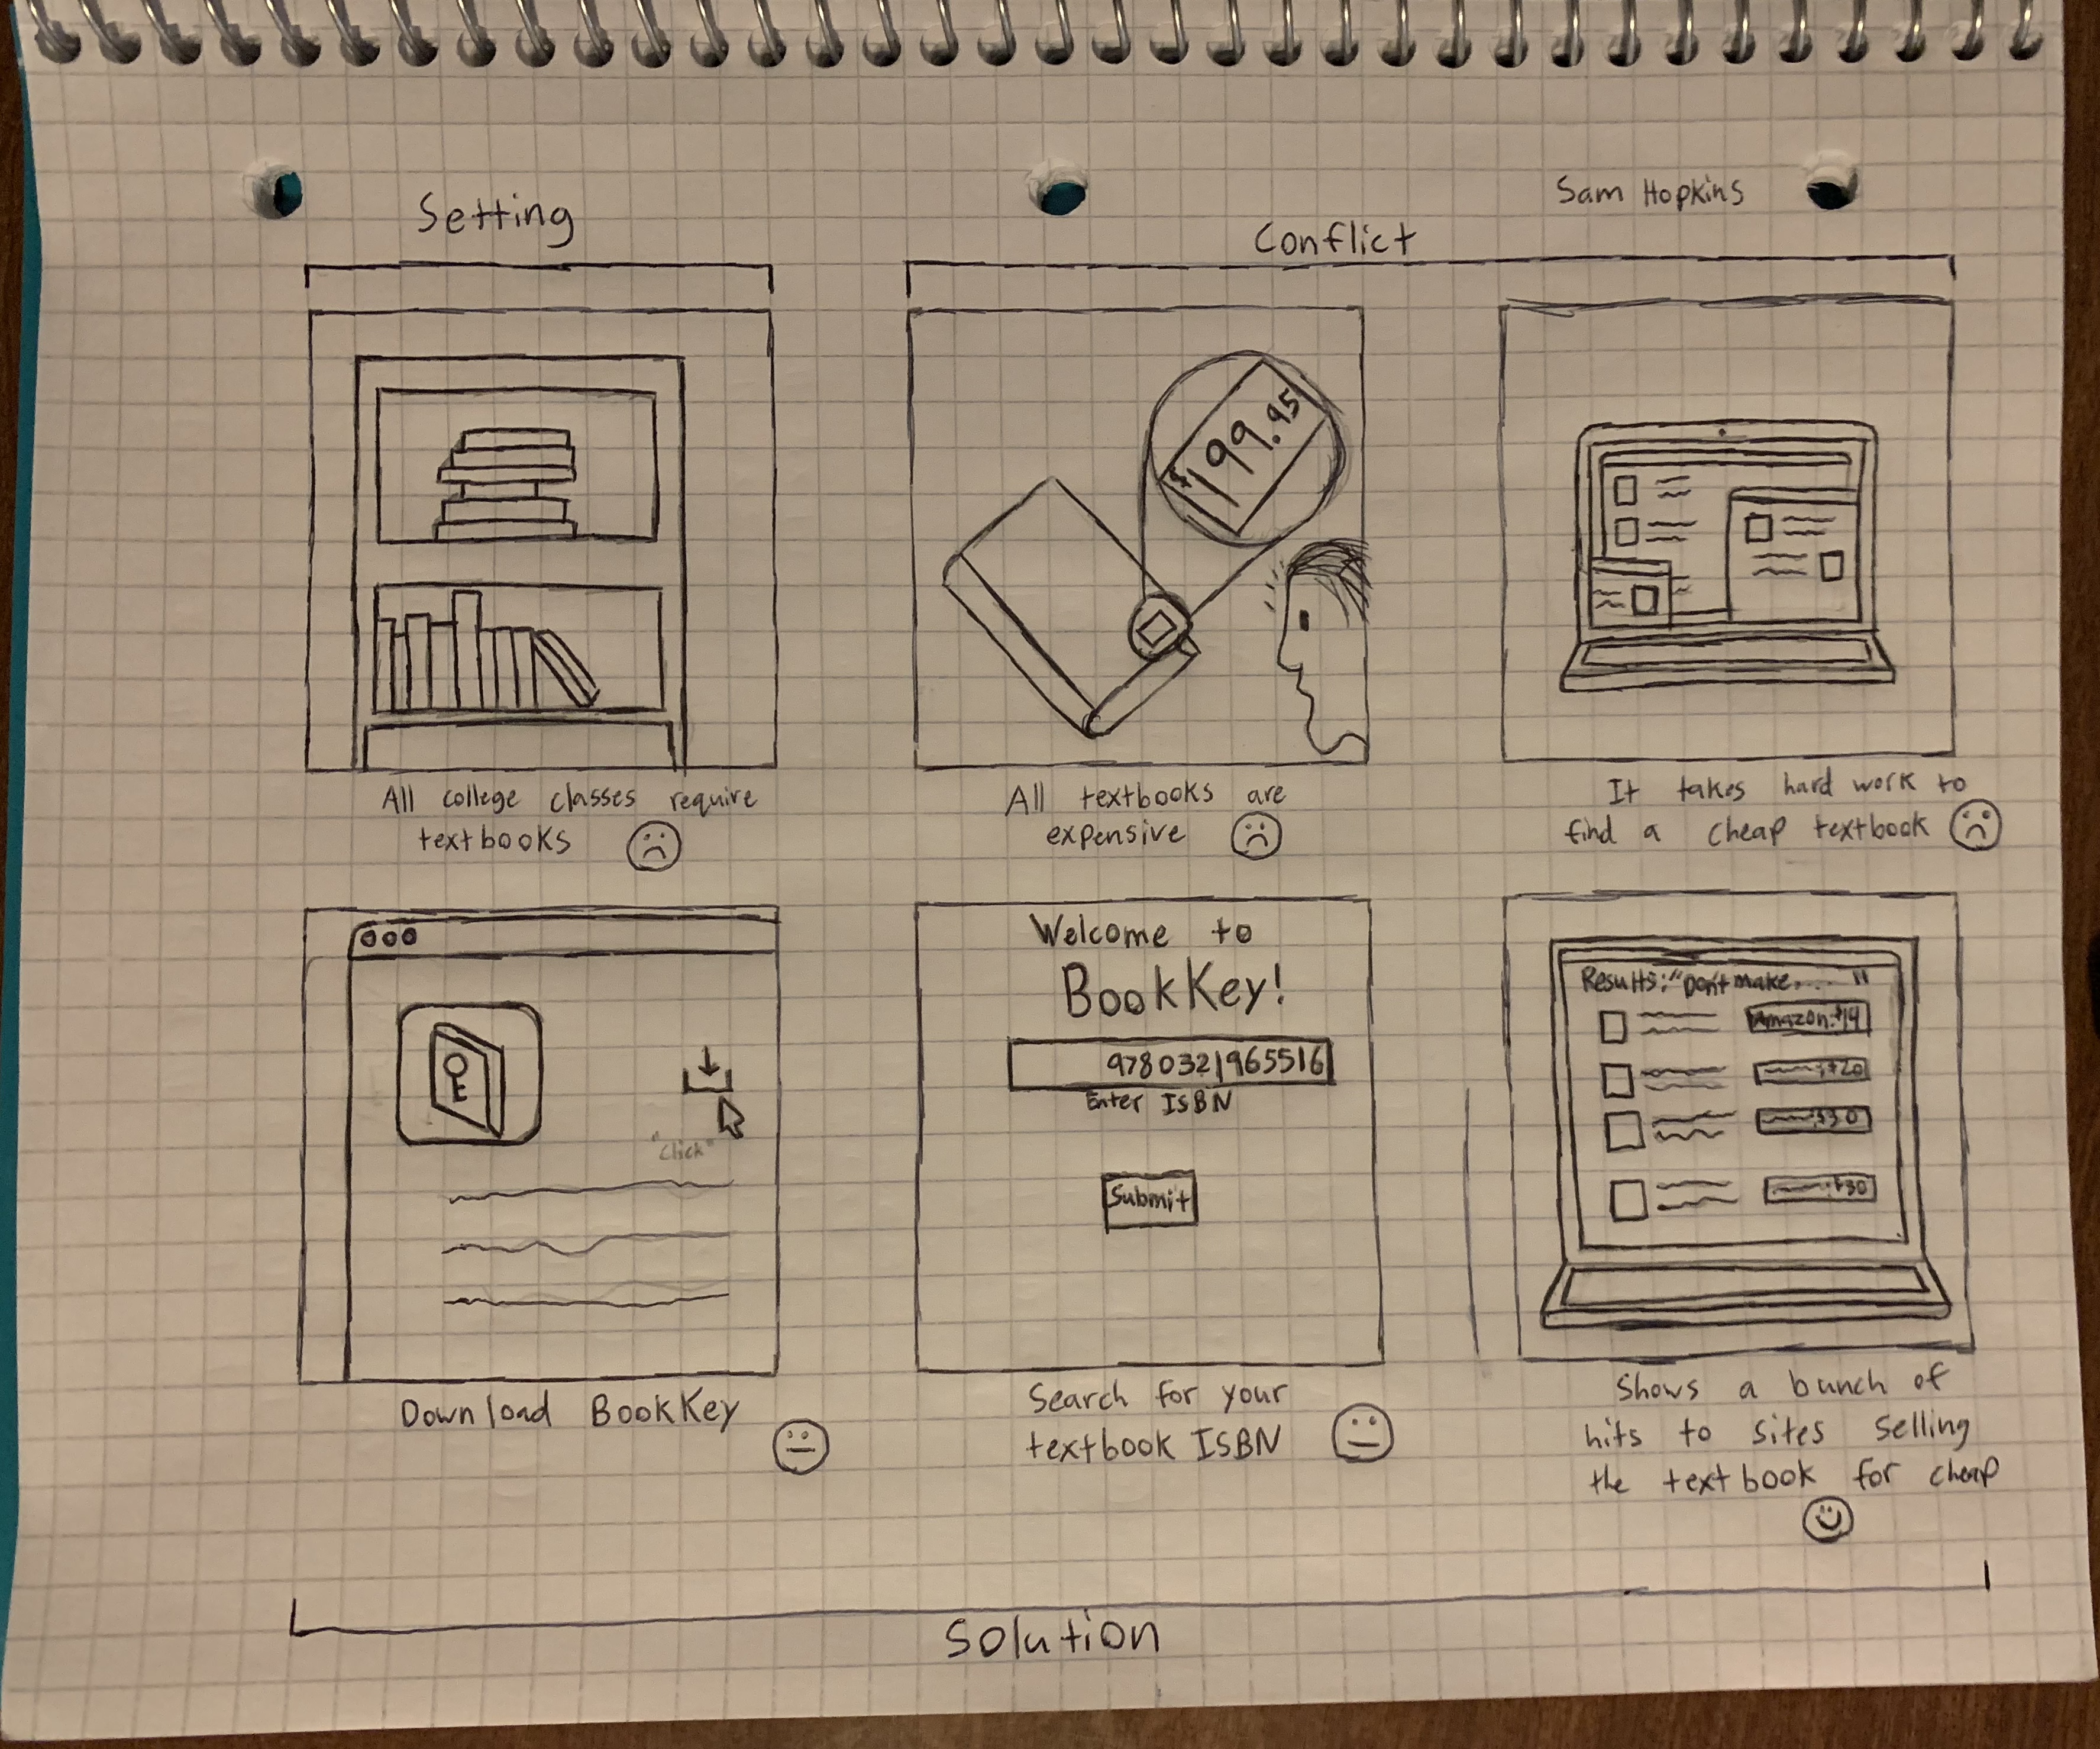 Sam Hopkins
Setting
Conflict
$199.95
All college classes require
textbooks
All textbooks are
expensive
It takes hard work to
find a cheap textbook
"Click"
Download BookKey
Welcome to
BookKey!
9780321965516
Enter ISBN
Submit
Search for your
textbook ISBN
Results: "Don't make.... "
Amazon: $14
$20
$30
$30
Shows a bunch of
hits to sites selling
the textbook for cheap
Solution